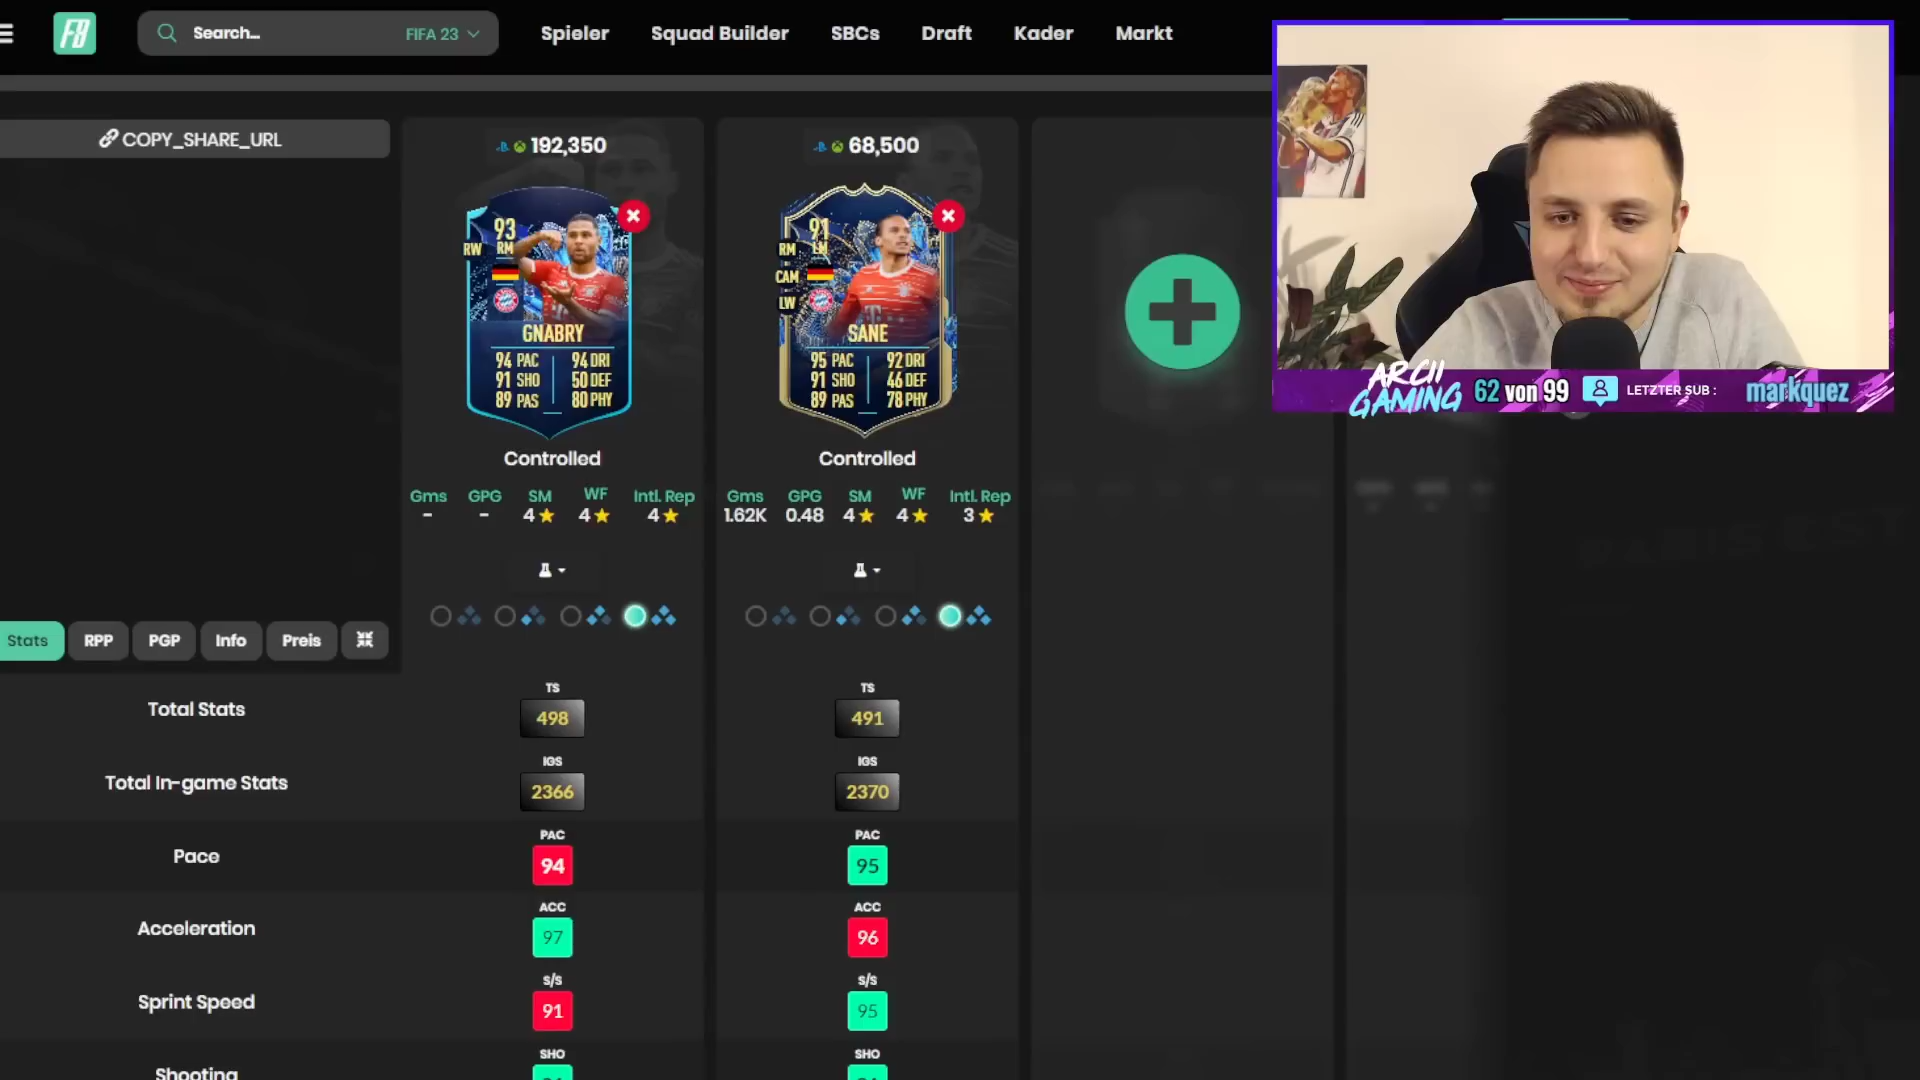 F8
Search...
FIFA 23
Spieler
Squad Builder
SBCs
Draft
Kader
Markt
COPY_SHARE_URL
192,350
93
RM
RW
GNABRY
94 PAC
94 DRI
91 SHO
50 DEF
89 PAS
80 PHY
Controlled
Gms
GPG
SM
WF
Intl. Rep
-
-
4
4
4
68,500
91
LM
RM
CAM
LW
SANE
95 PAC
92 DRI
91 SHO
46 DEF
89 PAS
78 PHY
Controlled
Gms
GPG
SM
WF
Intl. Rep
1.62K
0.48
4
4
3
ARCII
GAMING
62 von 99
LETZTER SUB :
markquez
Stats
RPP
PGP
Info
Preis
TS
TS
Total Stats
498
491
IGS
IGS
Total In-game Stats
2366
2370
PAC
PAC
Pace
94
95
ACC
ACC
Acceleration
97
96
S/S
S/S
Sprint Speed
91
95
SHO
SHO
Shooting